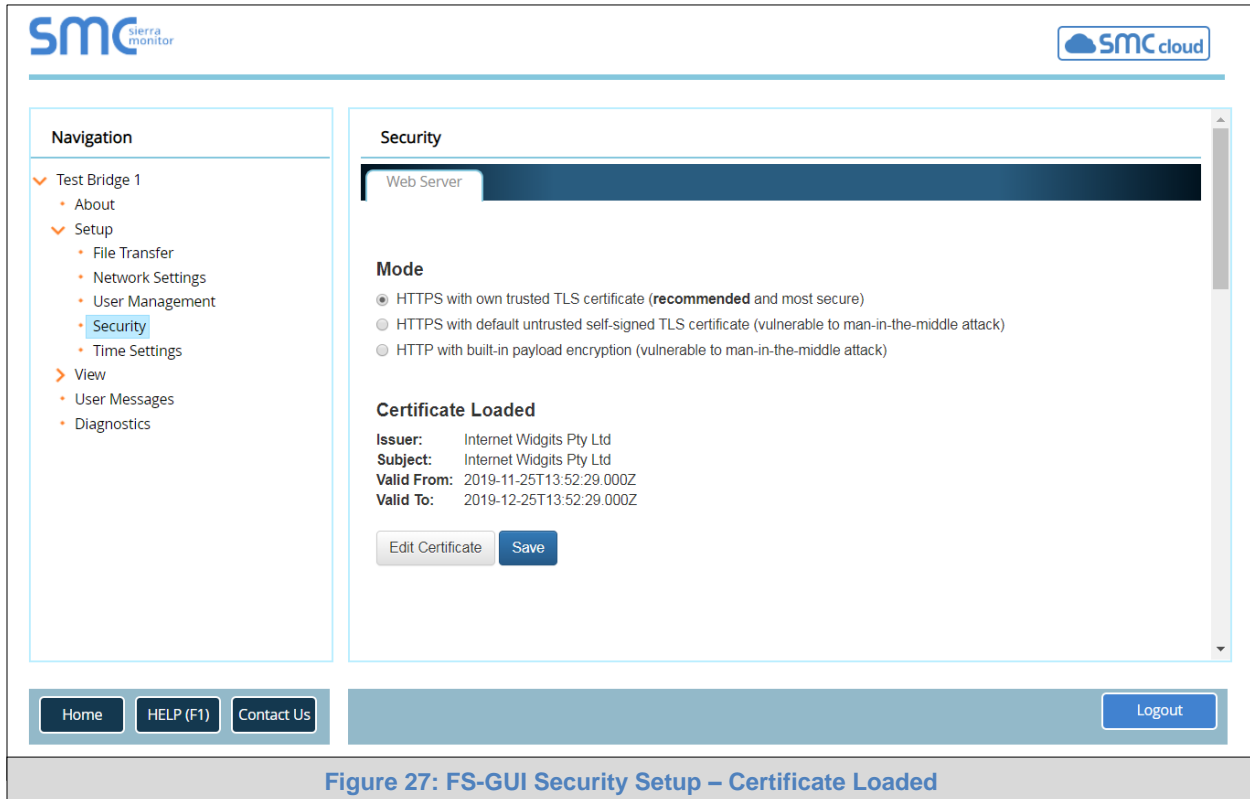 SMC sierra monitor
SMC cloud
Navigation
Test Bridge 1
About
Setup
File Transfer
Network Settings
User Management
Security
Time Settings
View
User Messages
Diagnostics
Security
Web Server
Mode
HTTPS with own trusted TLS certificate (recommended and most secure)
HTTPS with default untrusted self-signed TLS certificate (vulnerable to man-in-the-middle attack)
HTTP with built-in payload encryption (vulnerable to man-in-the-middle attack)
Certificate Loaded
Issuer: Internet Widgits Pty Ltd
Subject: Internet Widgits Pty Ltd
Valid From: 2019-11-25T13:52:29.000Z
Valid To: 2019-12-25T13:52:29.000Z
Edit Certificate Save
Home HELP (F1) Contact Us
Logout
Figure 27: FS-GUI Security Setup – Certificate Loaded